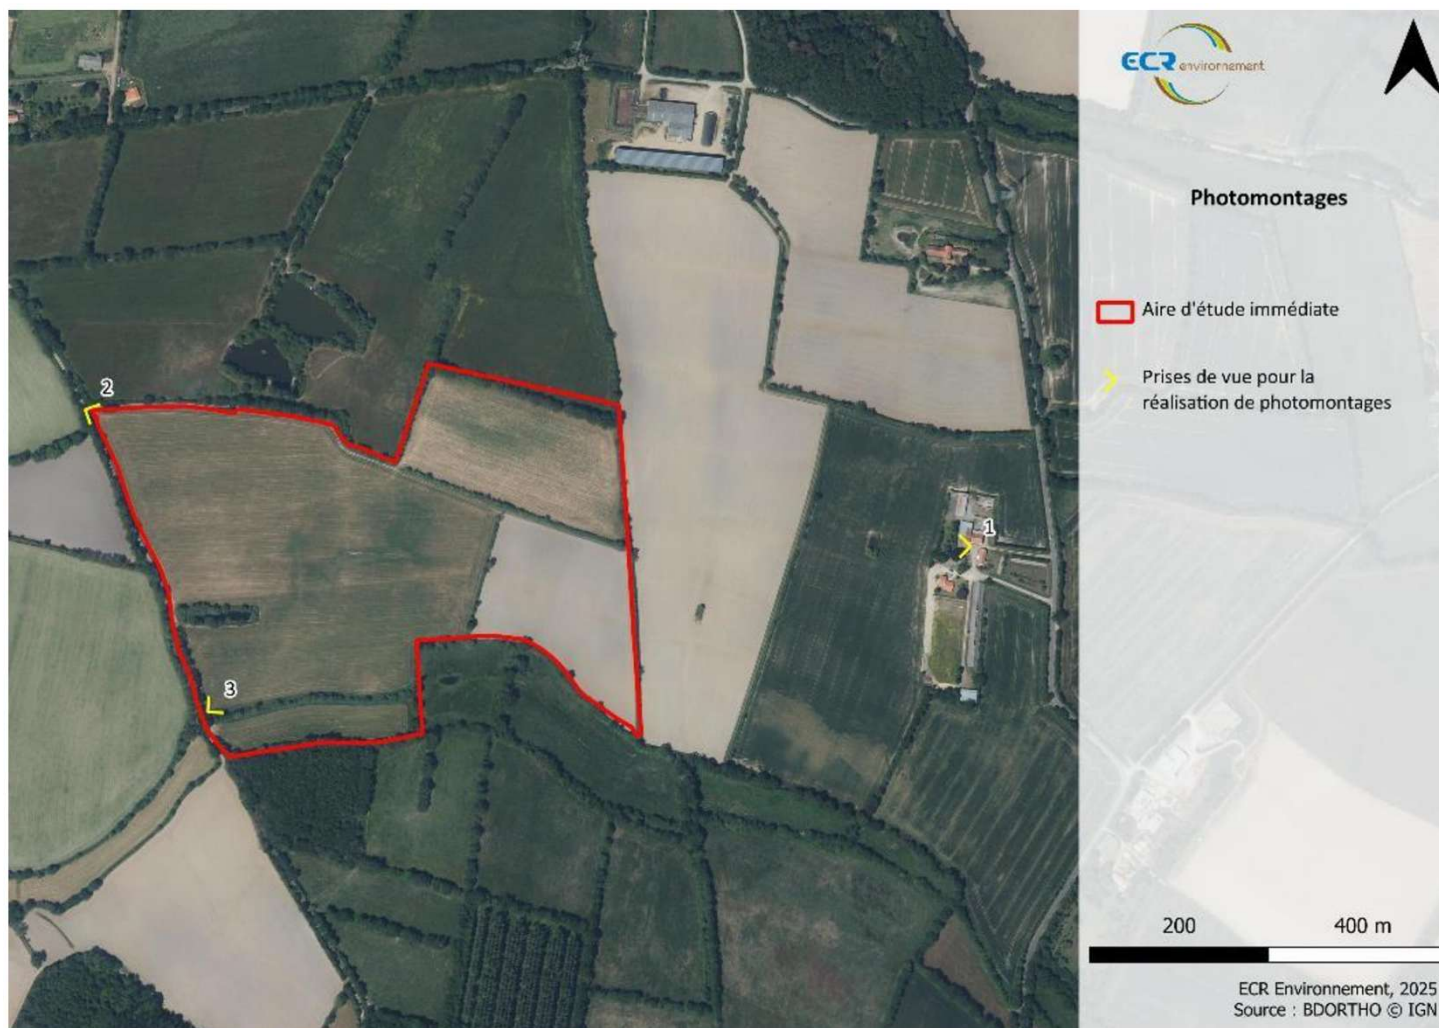 ECR environnement
Photomontages
Aire d'étude immédiate
Prises de vue pour la
réalisation de photomontages
2
1
3
200 400 m
ECR Environnement, 2025
Source : BDORTHO © IGN